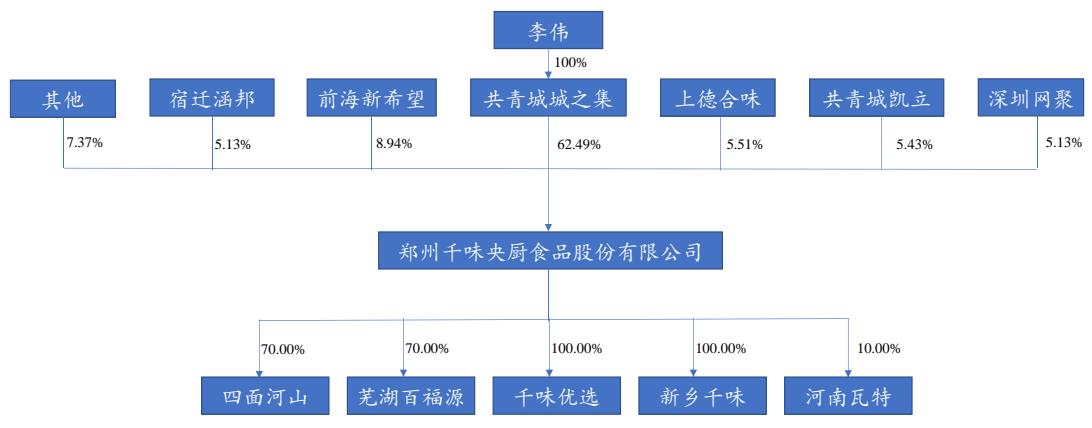 李伟
100%
其他
宿迁涵邦
前海新希望
共青城城之集
上德合味
共青城凯立
深圳网聚
7.37%
5.13%
8.94%
62.49%
5.51%
5.43%
5.13%
郑州千味央厨食品股份有限公司
70.00%
70.00%
100.00%
100.00%
10.00%
四面河山
芜湖百福源
千味优选
新乡千味
河南瓦特